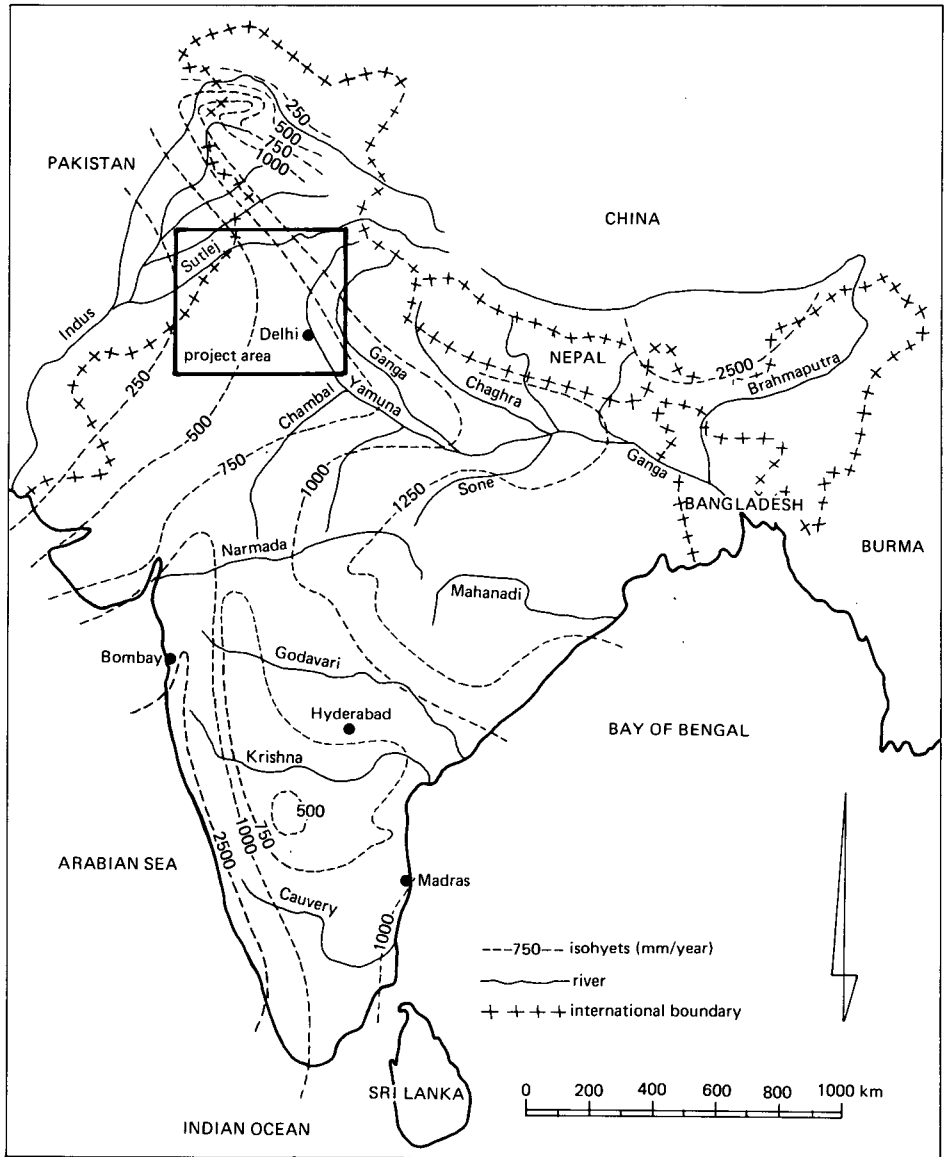 250
500
750
1000
PAKISTAN
CHINA
Sutlej
Indus
Delhi
project area
NEPAL
2500
Brahmaputra
250
Ganga
Chaghra
Chambal
Yamuna
500
750
1000
1250
Sone
Ganga
BANGLADESH
BURMA
Narmada
Mahanadi
Bombay
Godavari
Hyderabad
BAY OF BENGAL
Krishna
500
2500
1000
750
ARABIAN SEA
Madras
Cauvery
1000
750 isohyets (mm/year)
river
international boundary
SRI LANKA
0 200 400 600 800 1000 km
INDIAN OCEAN